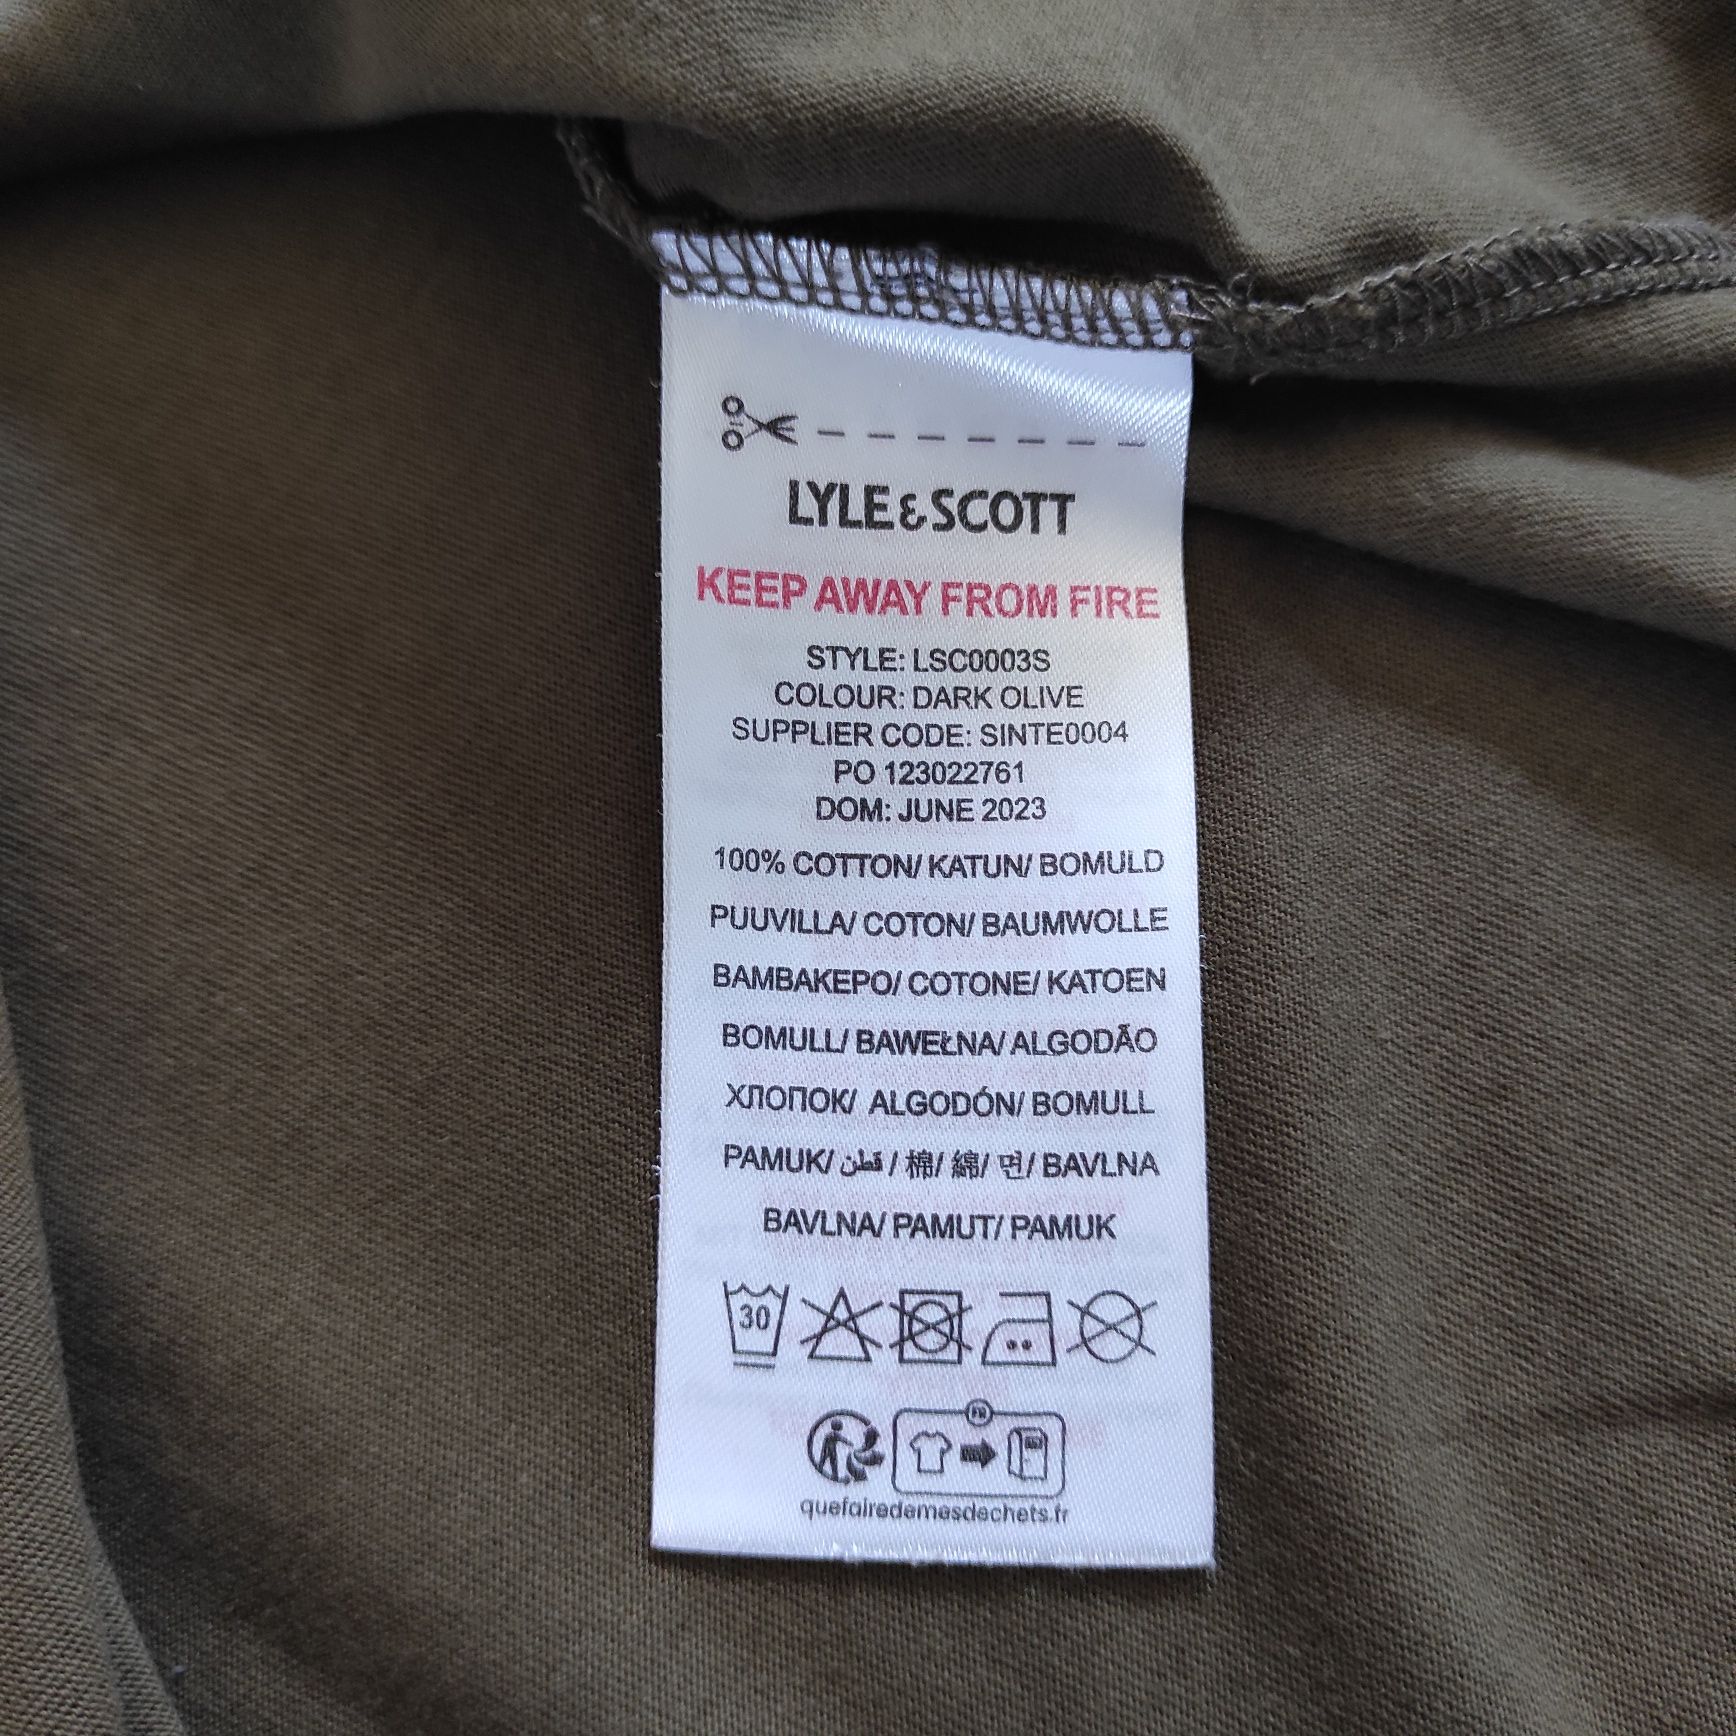 LYLE & SCOTT
KEEP AWAY FROM FIRE
STYLE: LSC0003S
COLOUR: DARK OLIVE
SUPPLIER CODE: SINTE0004
PO 123022761
DOM: JUNE 2023
100% COTTON/ KATUN/ BOMULD
PUUVILLA/ COTON/ BAUMWOLLE
BAMBAKEPO/ COTONE/ KATOEN
BOMULL/ BAWEŁNA/ ALGODÃO
ХЛОПОК/ ALGODÓN/ BOMULL
PAMUK/ قطن / 棉/ 綿/ 면/ BAVLNA
BAVLNA/ PAMUT/ PAMUK
30
FR
quefairedemesdechets.fr